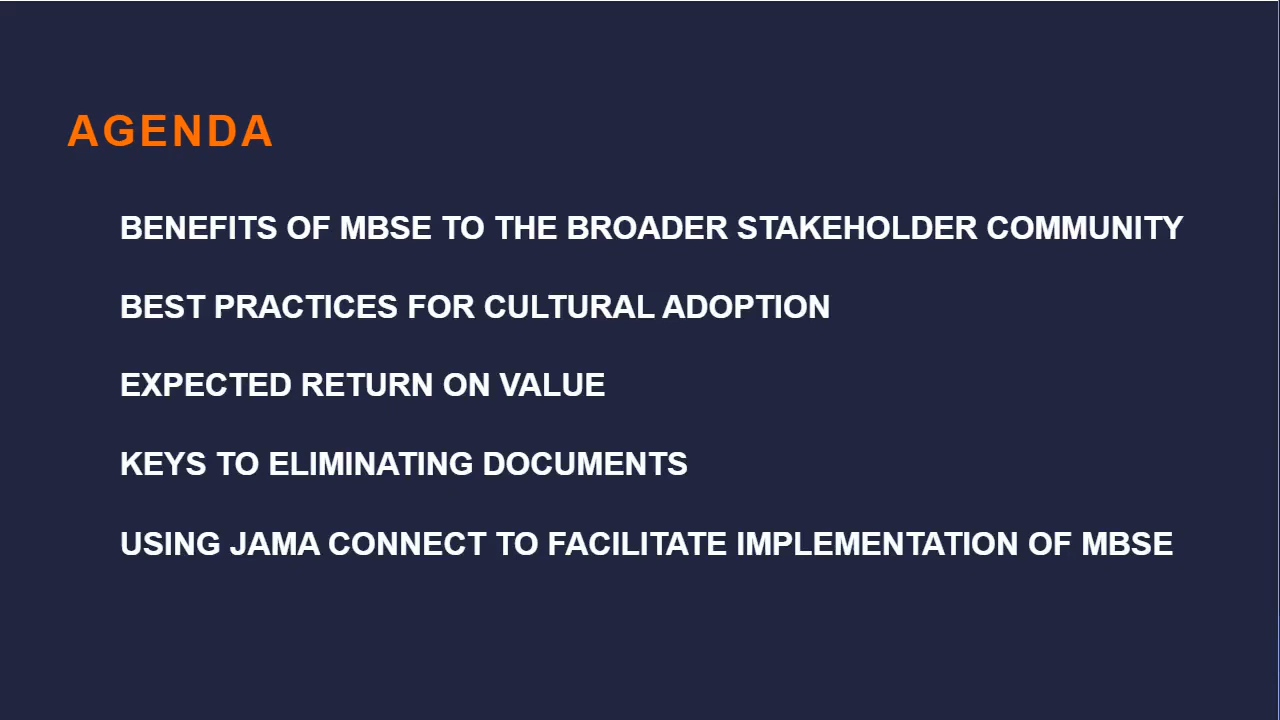 AGENDA
BENEFITS OF MBSE TO THE BROADER STAKEHOLDER COMMUNITY
BEST PRACTICES FOR CULTURAL ADOPTION
EXPECTED RETURN ON VALUE
KEYS TO ELIMINATING DOCUMENTS
USING JAMA CONNECT TO FACILITATE IMPLEMENTATION OF MBSE